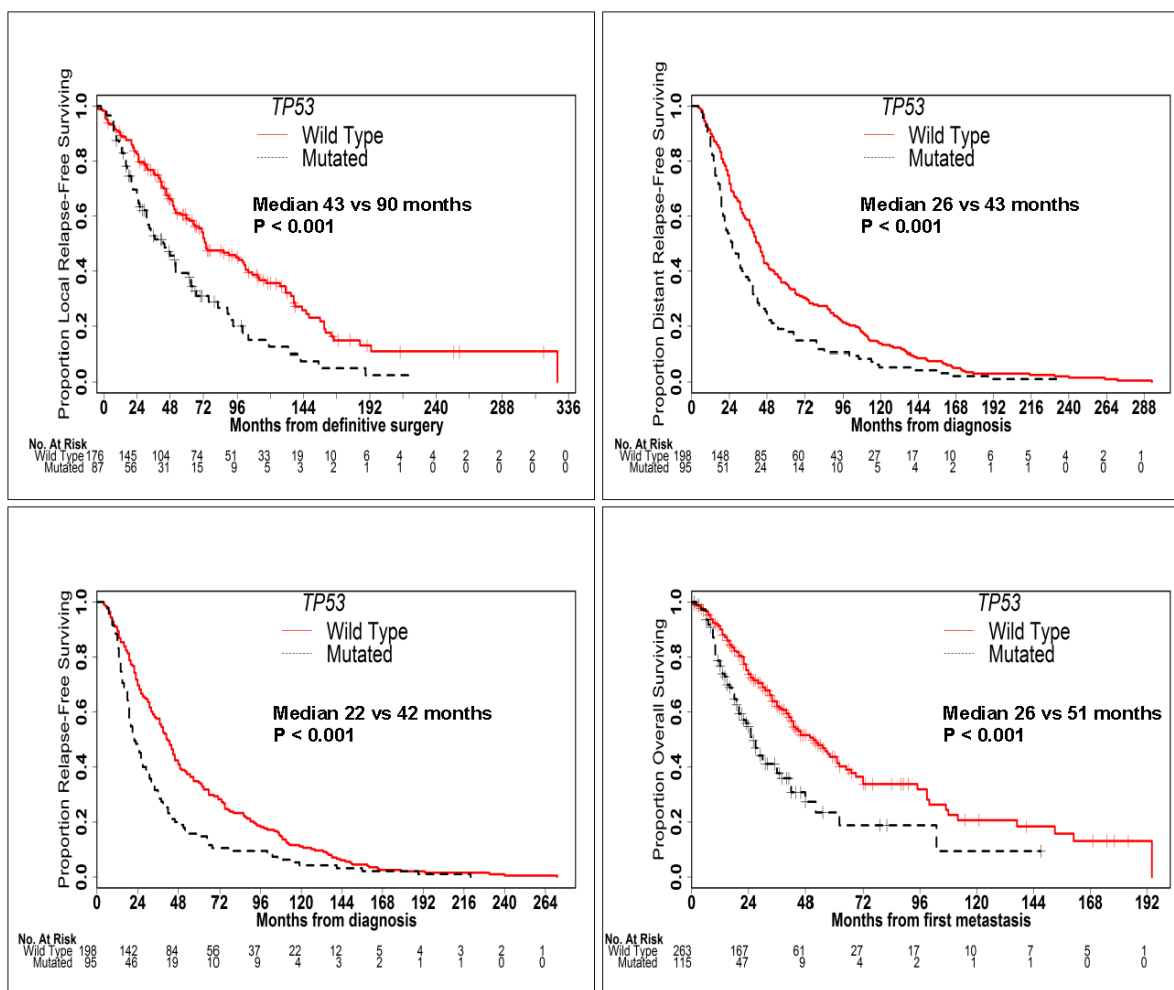 Proportion Local Relapse-Free Surviving
1.0
0.8
0.6
0.4
0.2
0.0
TP53
Wild Type
Mutated
Median 43 vs 90 months
P < 0.001
0 24 48 72 96 144 192 240 288 336
Months from definitive surgery
No. At Risk
Wild Type 176 145 104 74 51 33 19 10 6 4 4 2 2 2 0
Mutated 87 56 31 15 9 5 3 2 1 1 0 0 0 0 0
Proportion Distant Relapse-Free Surviving
1.0
0.8
0.6
0.4
0.2
0.0
TP53
Wild Type
Mutated
Median 26 vs 43 months
P < 0.001
0 24 48 72 96 120 144 168 192 216 240 264 288
Months from diagnosis
No. At Risk
Wild Type 198 148 85 60 43 27 17 10 6 5 4 2 1
Mutated 95 51 24 14 10 5 4 2 1 1 0 0 0
Proportion Relapse-Free Surviving
1.0
0.8
0.6
0.4
0.2
0.0
TP53
Wild Type
Mutated
Median 22 vs 42 months
P < 0.001
0 24 48 72 96 120 144 168 192 216 240 264
Months from diagnosis
No. At Risk
Wild Type 198 142 84 56 37 22 12 5 4 3 2 1
Mutated 95 46 19 10 9 4 3 2 1 1 0 0
Proportion Overall Surviving
1.0
0.8
0.6
0.4
0.2
0.0
TP53
Wild Type
Mutated
Median 26 vs 51 months
P < 0.001
0 24 48 72 96 120 144 168 192
Months from first metastasis
No. At Risk
Wild Type 263 167 61 27 17 10 7 5 1
Mutated 115 47 9 4 2 1 1 0 0